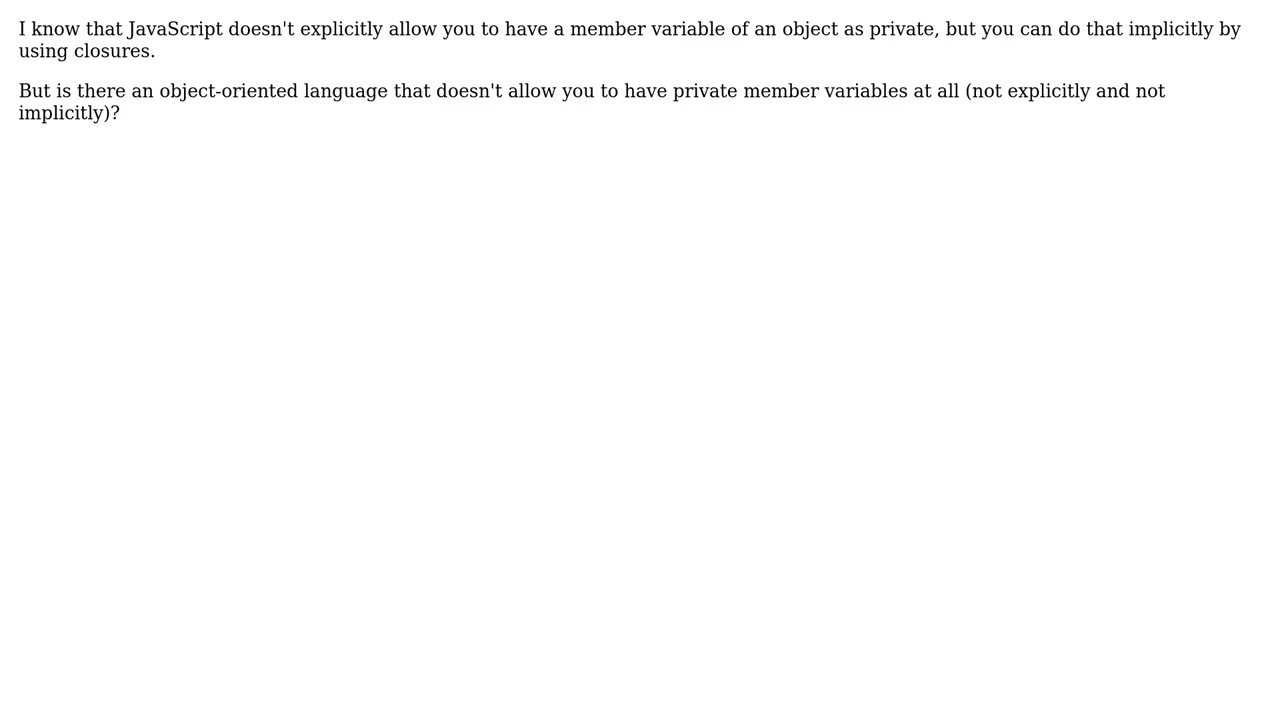 I know that JavaScript doesn't explicitly allow you to have a member variable of an object as private, but you can do that implicitly by
using closures.
But is there an object-oriented language that doesn't allow you to have private member variables at all (not explicitly and not
implicitly)?